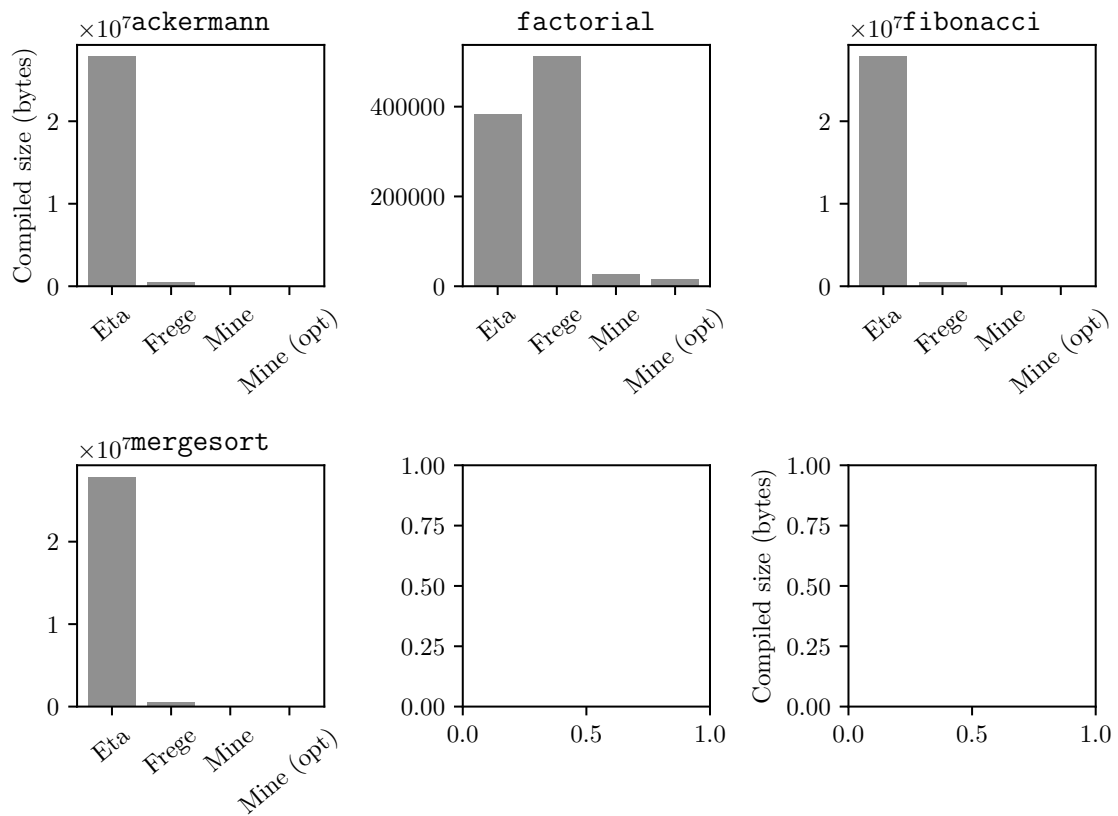 ×10⁷ackermann
Compiled size (bytes)
2
1
0
Eta
Frege
Mine
Mine (opt)
factorial
400000
200000
0
Eta
Frege
Mine
Mine (opt)
×10⁷fibonacci
2
1
0
Eta
Frege
Mine
Mine (opt)
×10⁷mergesort
2
1
0
Eta
Frege
Mine
Mine (opt)
1.00
0.75
0.50
0.25
0.00
0.0 0.5 1.0
Compiled size (bytes)
1.00
0.75
0.50
0.25
0.00
0.0 0.5 1.0